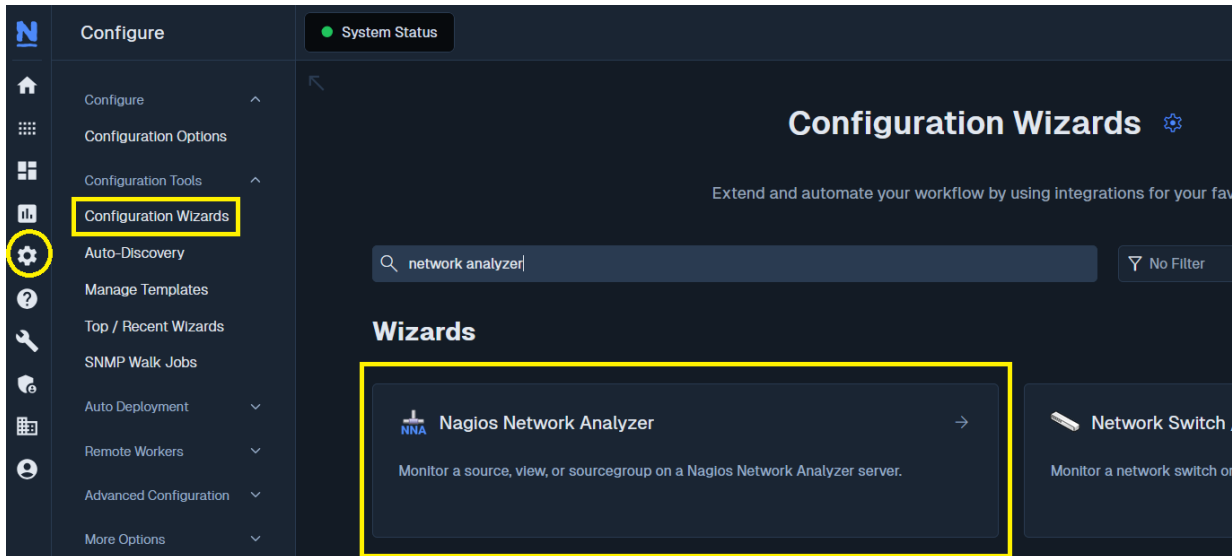 N
Configure
System Status
Configure
Configuration Options
Configuration Tools
Configuration Wizards
Auto-Discovery
Manage Templates
Top / Recent Wizards
SNMP Walk Jobs
Auto Deployment
Remote Workers
Advanced Configuration
More Options
Configuration Wizards
Extend and automate your workflow by using integrations for your fav
network analyzer
No Filter
Wizards
NNA
Nagios Network Analyzer
Monitor a source, view, or sourcegroup on a Nagios Network Analyzer server.
Network Switch
Monitor a network switch or